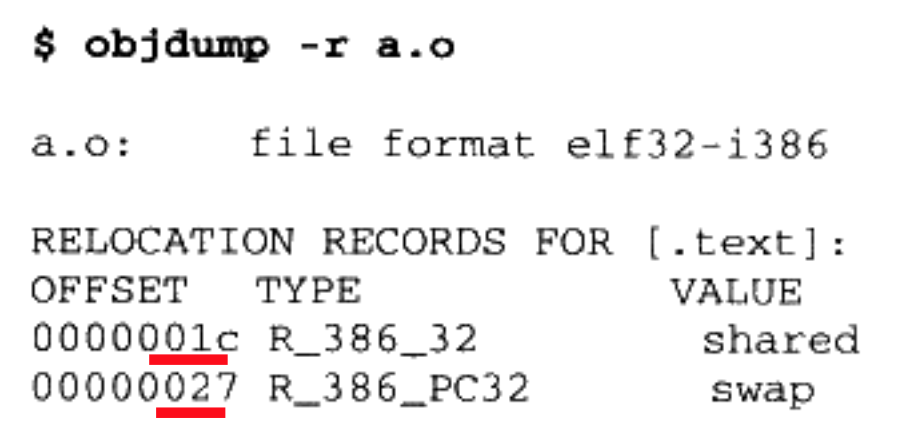 $ objdump -r a.o
a.o: file format elf32-i386
RELOCATION RECORDS FOR [.text]:
OFFSET TYPE VALUE
0000001c R_386_32 shared
00000027 R_386_PC32 swap